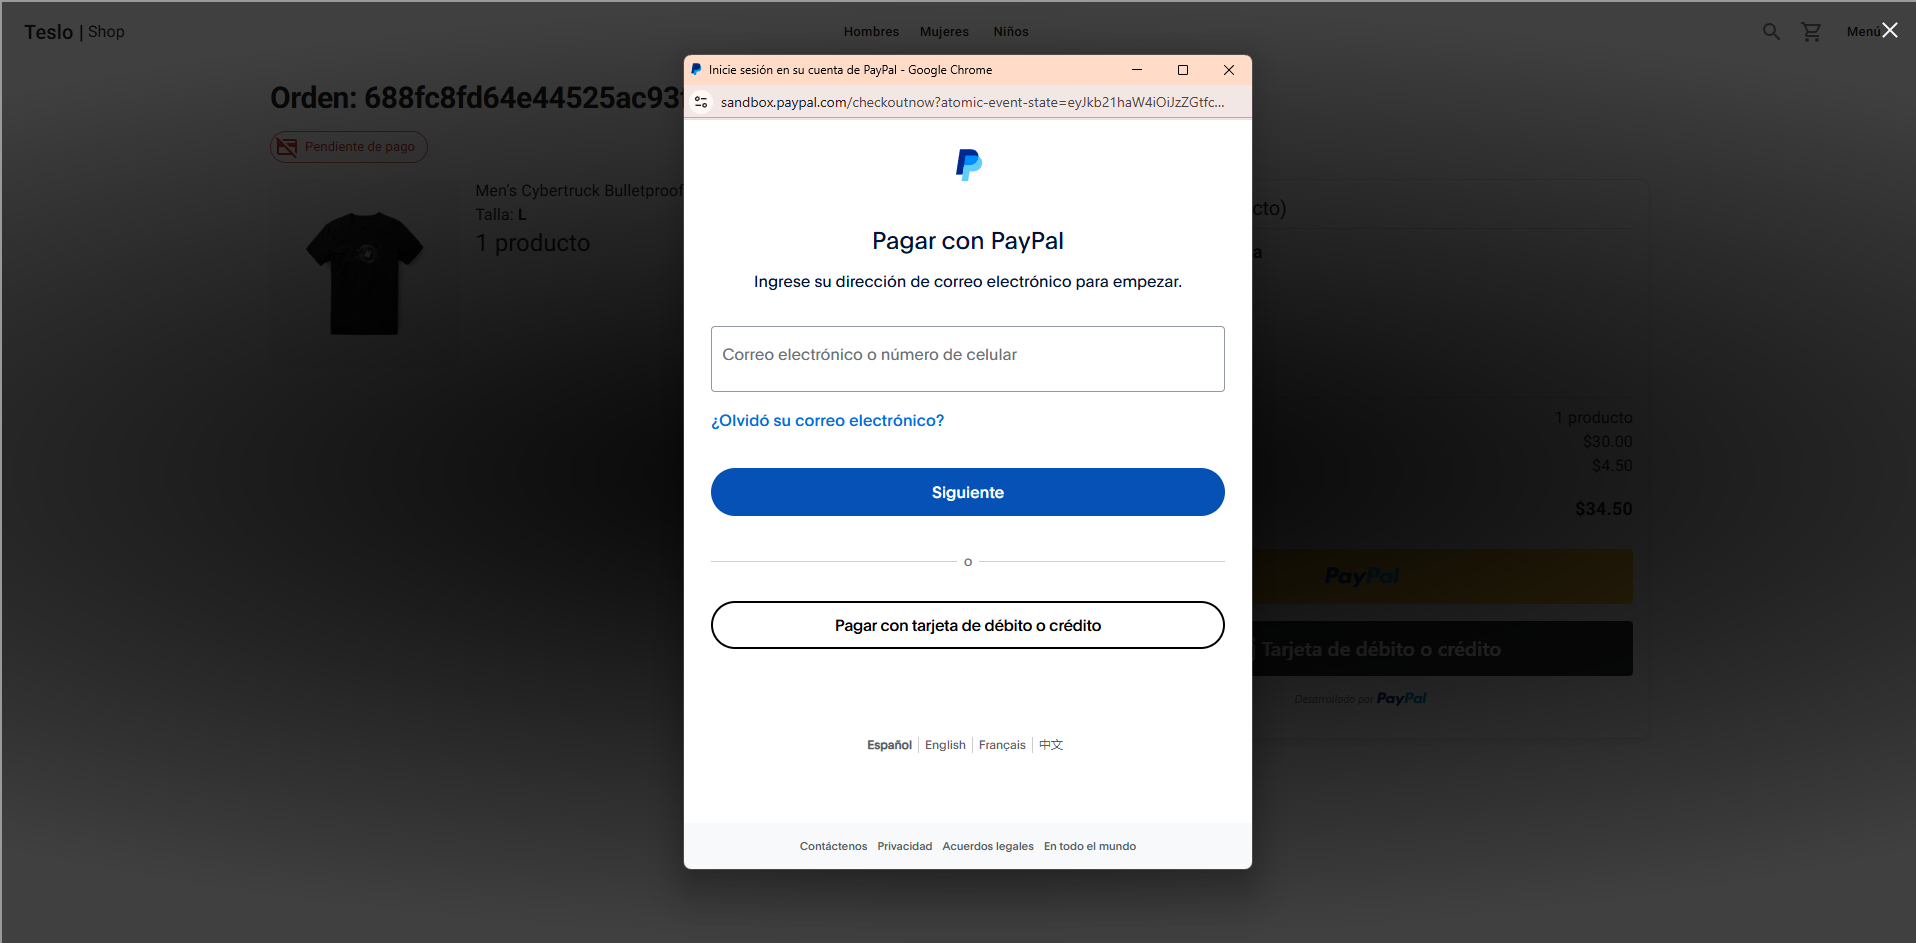 Teslo | Shop
Hombres Mujeres Niños
Menú
Orden: 688fc8fd64e44525ac93
Pendiente de pago
Men's Cybertruck Bulletproof
Talla: L
1 producto
Inicie sesión en su cuenta de PayPal - Google Chrome
sandbox.paypal.com/checkoutnow?atomic-event-state=eyJkb21haW4iOiJzZGtfc...
Pagar con PayPal
Ingrese su dirección de correo electrónico para empezar.
Correo electrónico o número de celular
¿Olvidó su correo electrónico?
Siguiente
o
Pagar con tarjeta de débito o crédito
Español English Français 中文
Contáctenos Privacidad Acuerdos legales En todo el mundo
cto)
a
1 producto
$30.00
$4.50
$34.50
PayPal
Tarjeta de débito o crédito
Desarrollado por PayPal